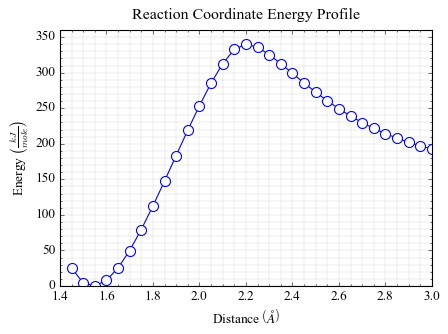 Reaction Coordinate Energy Profile
350
300
250
200
150
100
50
0
Energy (kJ/mole)
1.4 1.6 1.8 2.0 2.2 2.4 2.6 2.8 3.0
Distance (Å)